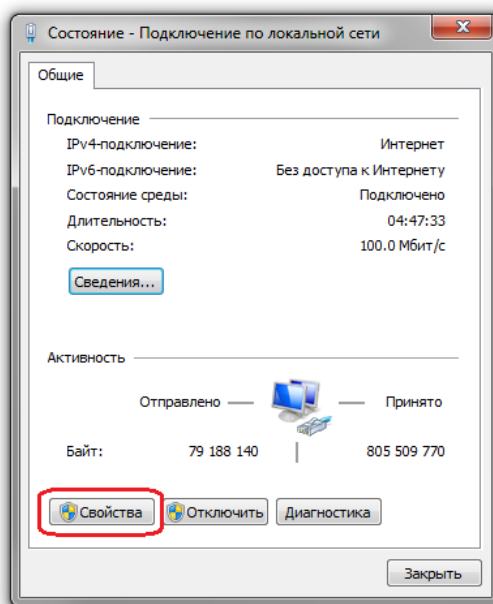 Состояние - Подключение по локальной сети
Общие
Подключение
IPv4-подключение: Интернет
IPv6-подключение: Без доступа к Интернету
Состояние среды: Подключено
Длительность: 04:47:33
Скорость: 100.0 Мбит/с
Сведения...
Активность
Отправлено — — Принято
Байт: 79 188 140 | 805 509 770
Свойства Отключить Диагностика
Закрыть